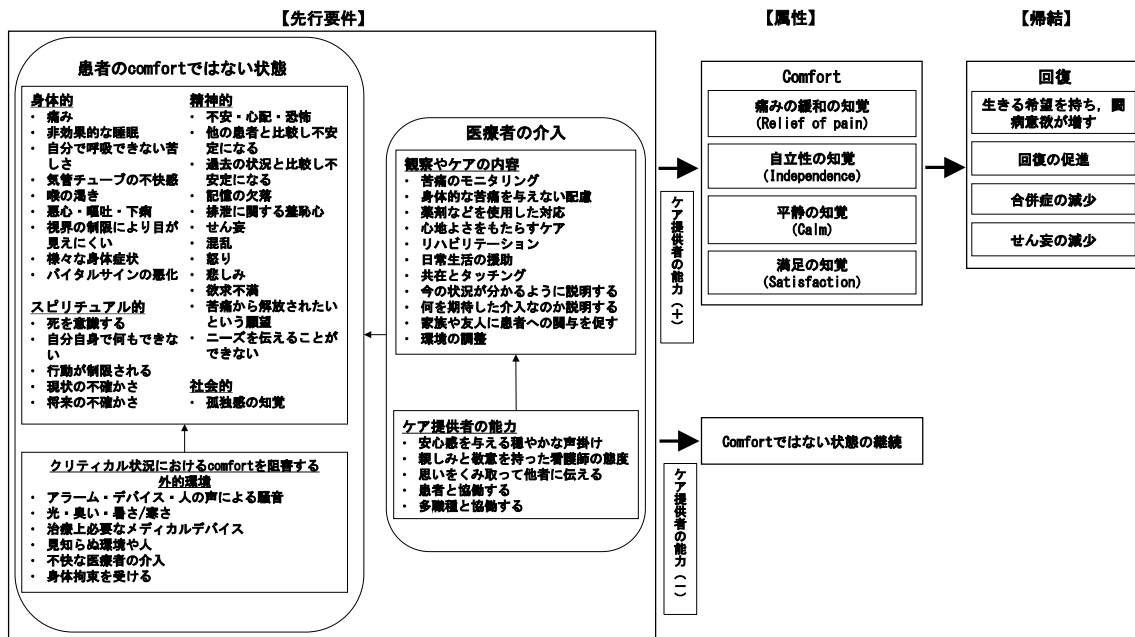 【先行要件】
患者のcomfortではない状態
身体的
・ 痛み
・ 非効果的な睡眠
・ 自分で呼吸できない苦
しさ
・ 気管チューブの不快感
・ 喉の渇き
・ 悪心・嘔吐・下痢
・ 視界の制限により目が
見えにくい
・ 様々な身体症状
・ バイタルサインの悪化
スピリチュアル的
・ 死を意識する
・ 自分自身で何もできな
い
・ 行動が制限される
・ 現状の不確かさ
・ 将来の不確かさ
精神的
・ 不安・心配・恐怖
・ 他の患者と比較し不安
定になる
・ 過去の状況と比較し不
安定になる
・ 記憶の欠落
・ 排泄に関する羞恥心
・ せん妄
・ 混乱
・ 怒り
・ 悲しみ
・ 欲求不満
・ 苦痛から解放されたい
という願望
・ ニーズを伝えることが
できない
社会的
・ 孤独感の知覚
クリティカル状況におけるcomfortを阻害する
外的環境
・ アラーム・デバイス・人の声による騒音
・ 光・臭い・暑さ/寒さ
・ 治療上必要なメディカルデバイス
・ 見知らぬ環境や人
・ 不快な医療者の介入
・ 身体拘束を受ける
医療者の介入
観察やケアの内容
・ 苦痛のモニタリング
・ 身体的な苦痛を与えない配慮
・ 薬剤などを使用した対応
・ 心地よさをもたらすケア
・ リハビリテーション
・ 日常生活の援助
・ 共在とタッチング
・ 今の状況が分かるように説明する
・ 何を期待した介入なのか説明する
・ 家族や友人に患者への関与を促す
・ 環境の調整
ケア提供者の能力
・ 安心感を与える穏やかな声掛け
・ 親しみと敬意を持った看護師の態度
・ 思いをくみ取って他者に伝える
・ 患者と協働する
・ 多職種と協働する
ケア提供者の能力(＋)
ケア提供者の能力(－)
【属性】
Comfort
痛みの緩和の知覚
(Relief of pain)
自立性の知覚
(Independence)
平静の知覚
(Calm)
満足の知覚
(Satisfaction)
Comfortではない状態の継続
【帰結】
回復
生きる希望を持ち，闘
病意欲が増す
回復の促進
合併症の減少
せん妄の減少